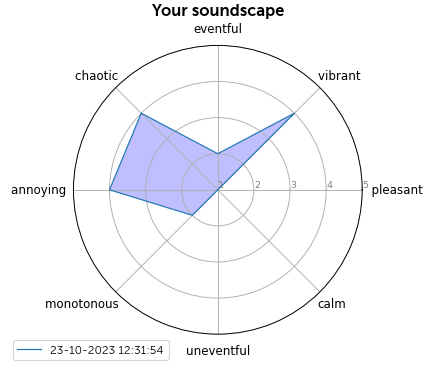 Your soundscape
eventful
chaotic
vibrant
annoying
1 2 3 4 5
pleasant
monotonous
calm
uneventful
23-10-2023 12:31:54